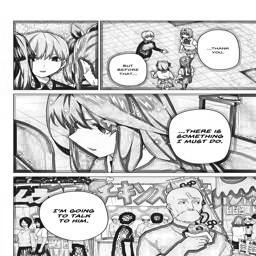 ...THANK
YOU.
BUT
BEFORE
THAT...
...THERE IS
SOMETHING
I MUST DO.
I'M GOING
TO TALK
TO HIM.